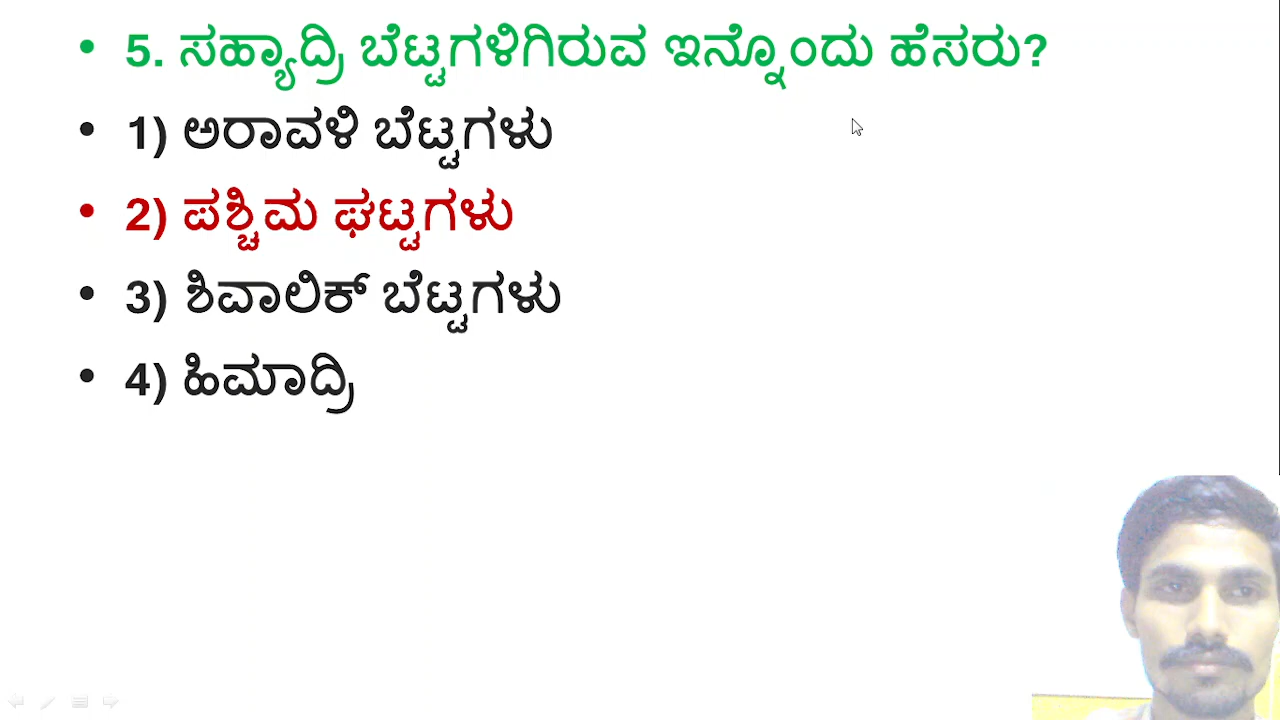 • 5. ಸಹ್ಯಾದ್ರಿ ಬೆಟ್ಟಗಳಿಗಿರುವ ಇನ್ನೊಂದು ಹೆಸರು?
• 1) ಅರಾವಳಿ ಬೆಟ್ಟಗಳು
• 2) ಪಶ್ಚಿಮ ಘಟ್ಟಗಳು
• 3) ಶಿವಾಲಿಕ್ ಬೆಟ್ಟಗಳು
• 4) ಹಿಮಾದ್ರಿ